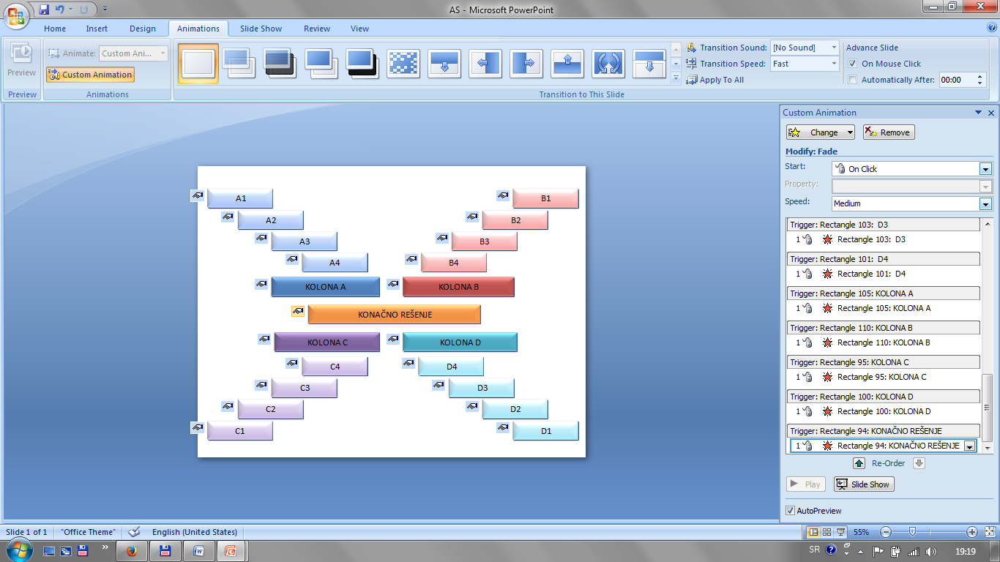 AS - Microsoft PowerPoint
Home Insert Design Animations Slide Show Review View
Preview
Animate: Custom Ani...
Custom Animation
Transition Sound: [No Sound]
Transition Speed: Fast
Apply To All
Advance Slide
On Mouse Click
Automatically After: 00:00
Preview Animations Transition to This Slide
A1 B1
A2 B2
A3 B3
A4 B4
KOLONA A KOLONA B
KONAČNO REŠENJE
KOLONA C KOLONA D
C4 D4
C3 D3
C2 D2
C1 D1
Custom Animation
Change Remove
Modify: Fade
Start: On Click
Property:
Speed: Medium
Trigger: Rectangle 103: D3
1 Rectangle 103: D3
Trigger: Rectangle 101: D4
1 Rectangle 101: D4
Trigger: Rectangle 105: KOLONA A
1 Rectangle 105: KOLONA A
Trigger: Rectangle 110: KOLONA B
1 Rectangle 110: KOLONA B
Trigger: Rectangle 95: KOLONA C
1 Rectangle 95: KOLONA C
Trigger: Rectangle 100: KOLONA D
1 Rectangle 100: KOLONA D
Trigger: Rectangle 94: KONAČNO REŠENJE
1 Rectangle 94: KONAČNO REŠENJE
Re-Order
Play Slide Show
AutoPreview
Slide 1 of 1 "Office Theme" English (United States) 55%
SR 19:19